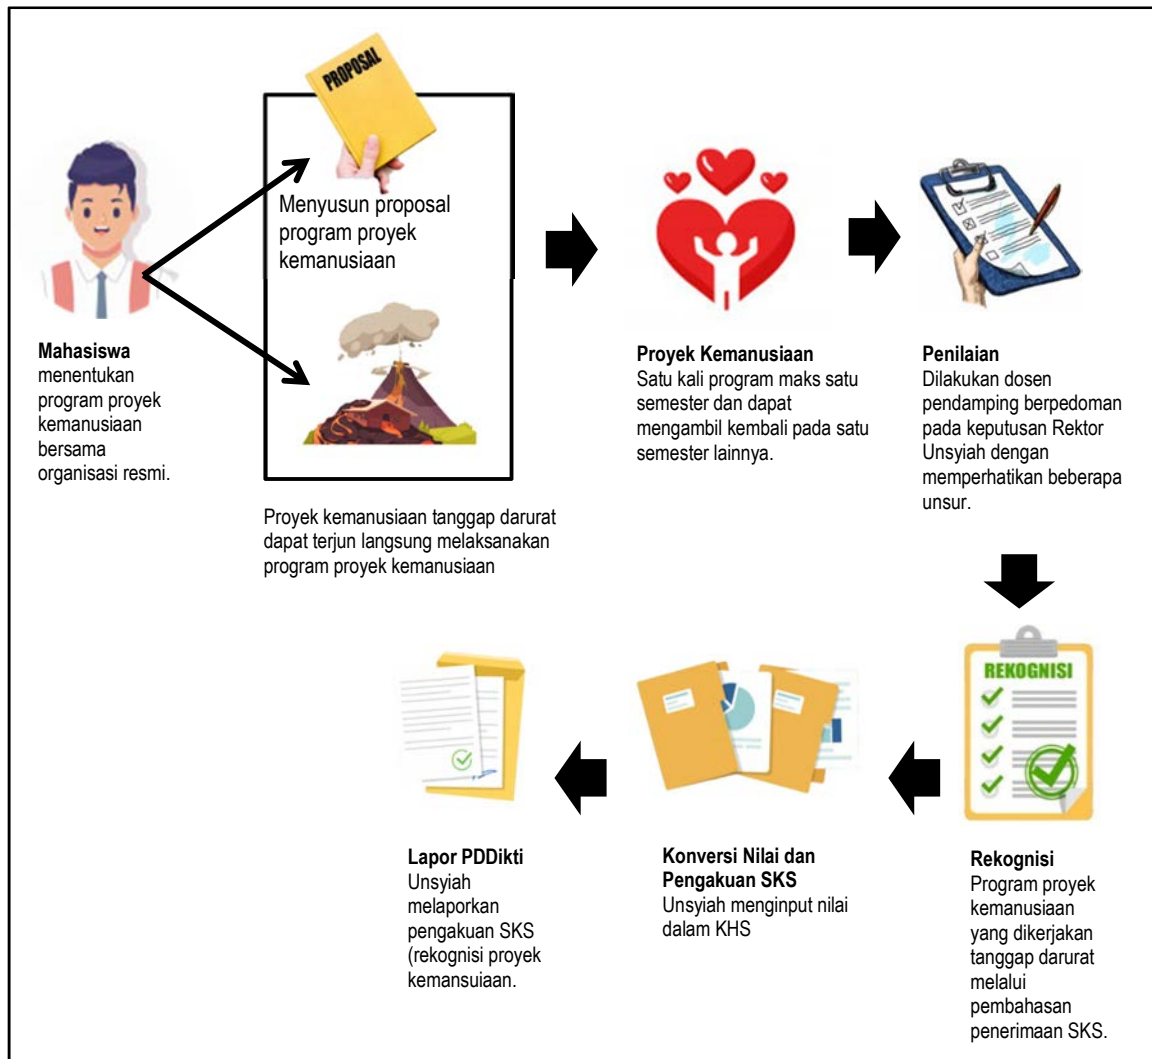 PROPOSAL
Menyusun proposal
program proyek
kemanusiaan
Mahasiswa
menentukan
program proyek
kemanusiaan
bersama
organisasi resmi.
Proyek kemanusiaan tanggap darurat
dapat terjun langsung melaksanakan
program proyek kemanusiaan
Proyek Kemanusiaan
Satu kali program maks satu
semester dan dapat
mengambil kembali pada satu
semester lainnya.
Penilaian
Dilakukan dosen
pendamping berpedoman
pada keputusan Rektor
Unsyiah dengan
memperhatikan beberapa
unsur.
REKOGNISI
Rekognisi
Program proyek
kemanusiaan
yang dikerjakan
tanggap darurat
melalui
pembahasan
penerimaan SKS.
Konversi Nilai dan
Pengakuan SKS
Unsyiah menginput nilai
dalam KHS
Lapor PDDikti
Unsyiah
melaporkan
pengakuan SKS
(rekognisi proyek
kemansuiaan.